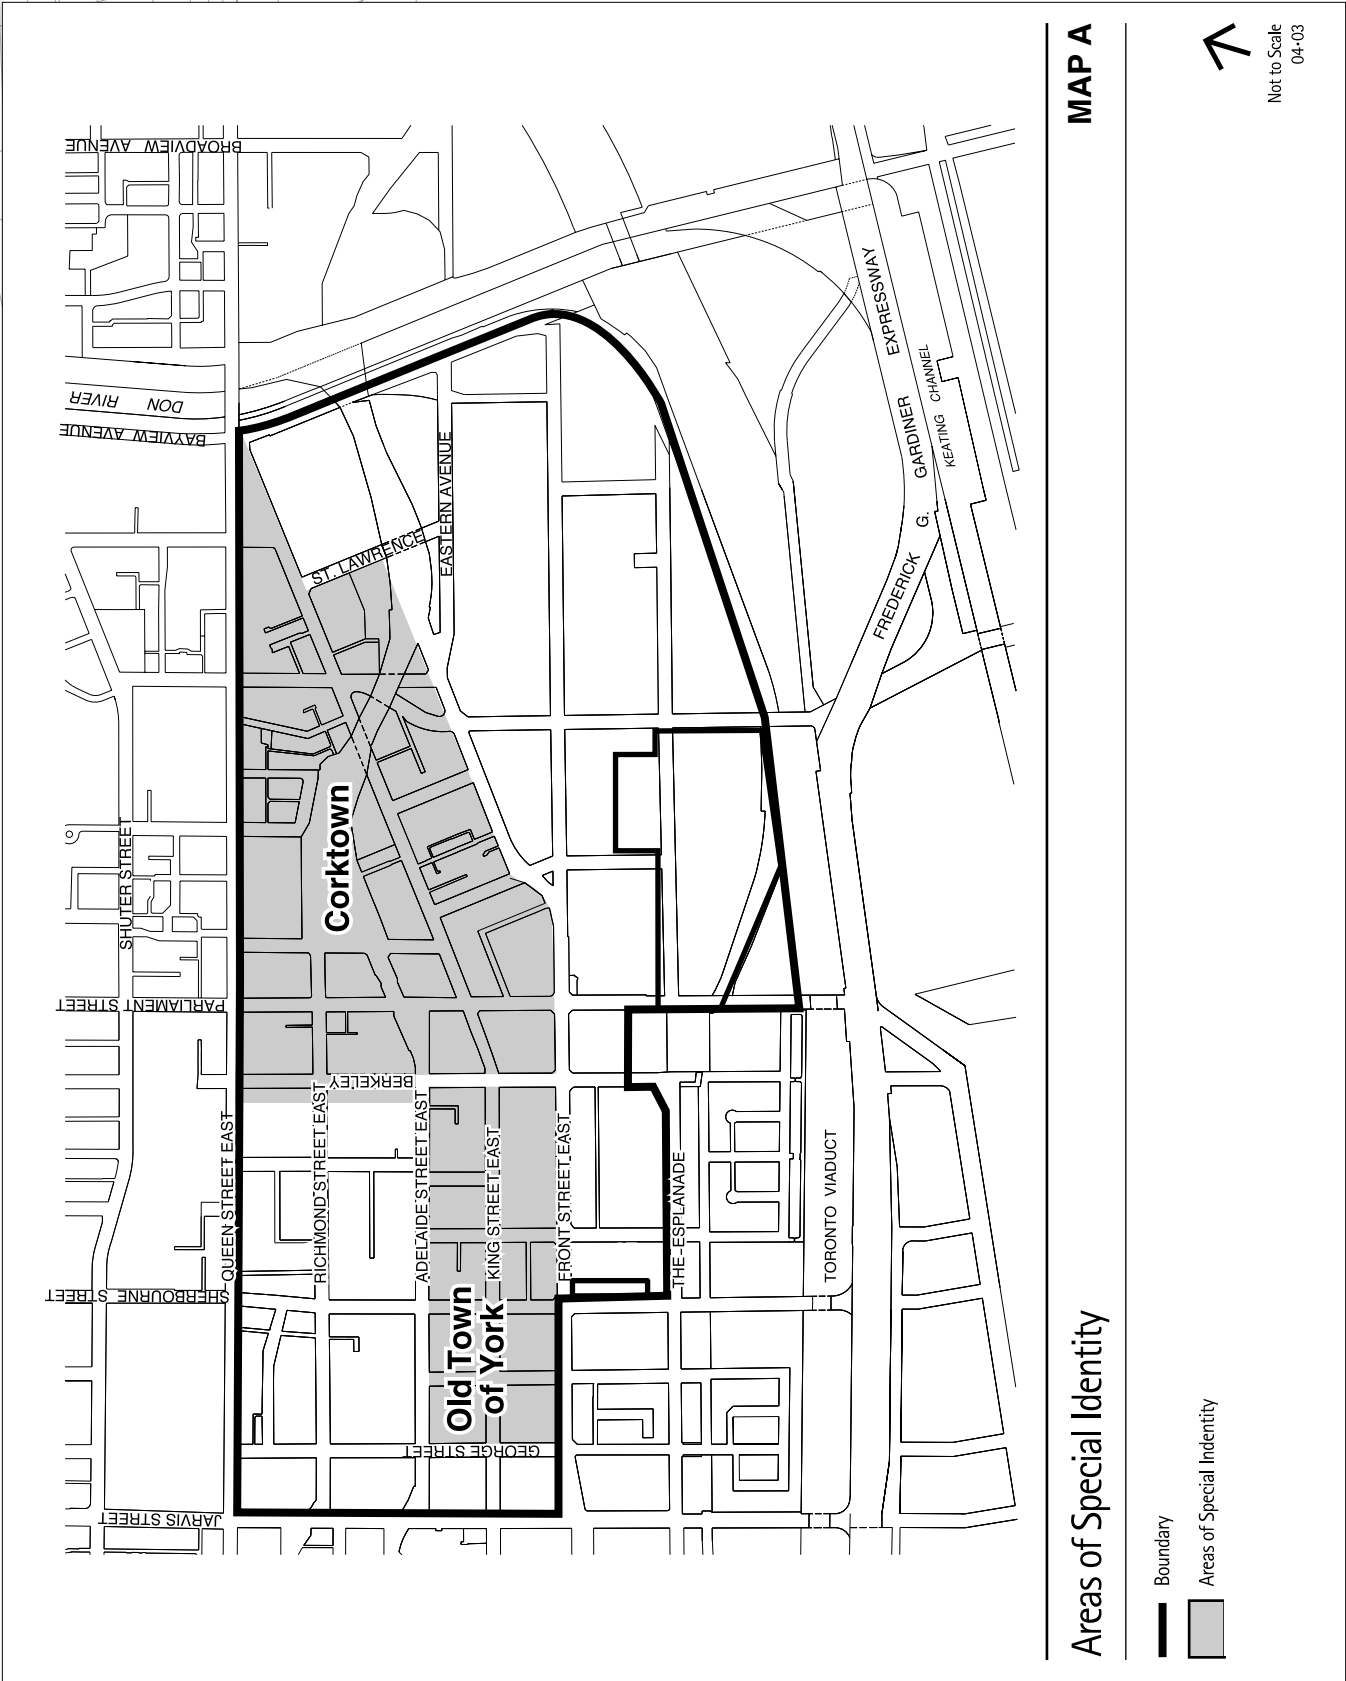 MAP A
Not to Scale
04•03
BROADVIEW AVENUE
DON RIVER
BAYVIEW AVENUE
EASTERN AVENUE
ST. LAWRENCE
FREDERICK G. GARDINER EXPRESSWAY
KEATING CHANNEL
SHUTER STREET
Corktown
PARLIAMENT STREET
BERKELEY
QUEEN STREET EAST
RICHMOND STREET EAST
ADELAIDE STREET EAST
KING STREET EAST
FRONT STREET EAST
THE ESPLANADE
TORONTO VIADUCT
SHERBOURNE STREET
Old Town
of York
GEORGE STREET
JARVIS STREET
Areas of Special Identity
Boundary
Areas of Special Indentity